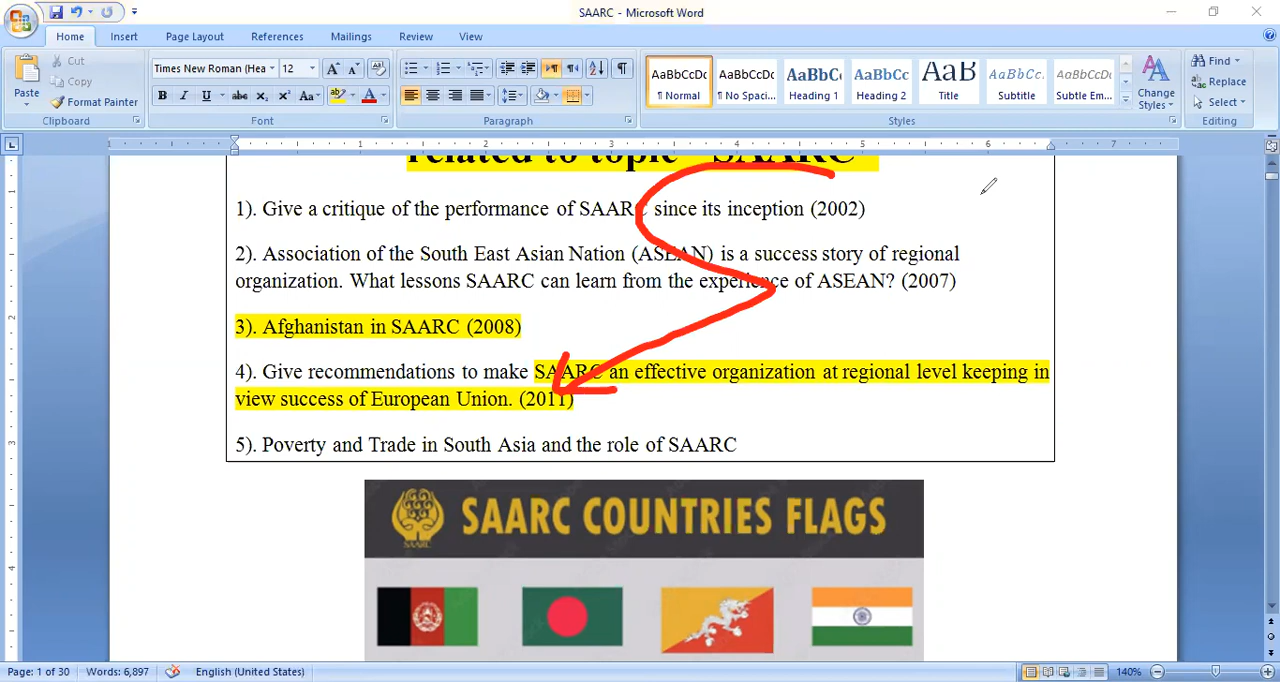 SAARC - Microsoft Word
Home Insert Page Layout References Mailings Review View
Paste
Cut
Copy
Format Painter
Clipboard
Times New Roman (Hea 12
Font
Paragraph
AaBbCcDc AaBbCcDc AaBbC AaBbCc AaB AaBbCc. AaBbCcDc
¶ Normal ¶ No Spaci... Heading 1 Heading 2 Title Subtitle Subtle Em...
Styles
Change
Styles
Find
Replace
Select
Editing
related to topic "SAARC"
1). Give a critique of the performance of SAARC since its inception (2002)
2). Association of the South East Asian Nation (ASEAN) is a success story of regional
organization. What lessons SAARC can learn from the experience of ASEAN? (2007)
3). Afghanistan in SAARC (2008)
4). Give recommendations to make SAARC an effective organization at regional level keeping in
view success of European Union. (2011)
5). Poverty and Trade in South Asia and the role of SAARC
SAARC COUNTRIES FLAGS
SAARC
Page: 1 of 30 Words: 6,897 English (United States) 140%